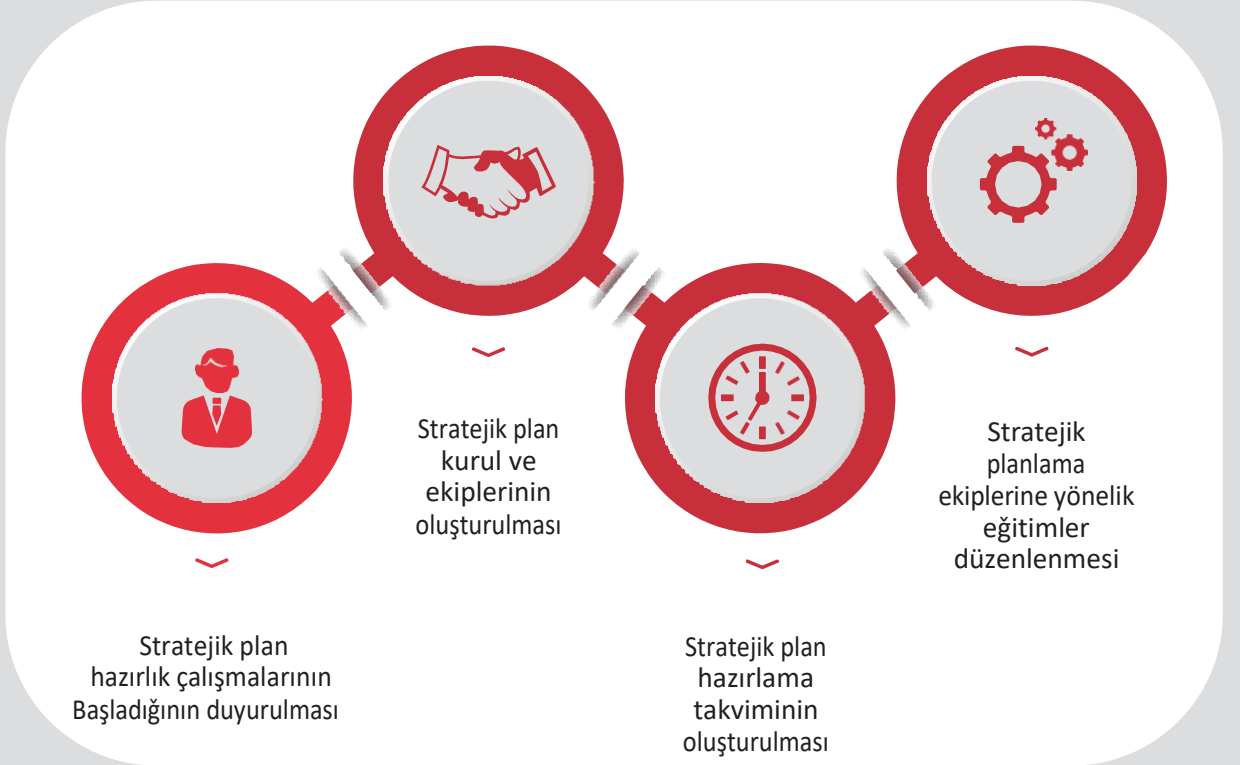 Stratejik plan
hazırlık çalışmalarının
Başladığının duyurulması
Stratejik plan
kurul ve
ekiplerinin
oluşturulması
Stratejik plan
hazırlama
takviminin
oluşturulması
Stratejik
planlama
ekiplerine yönelik
eğitimler
düzenlenmesi